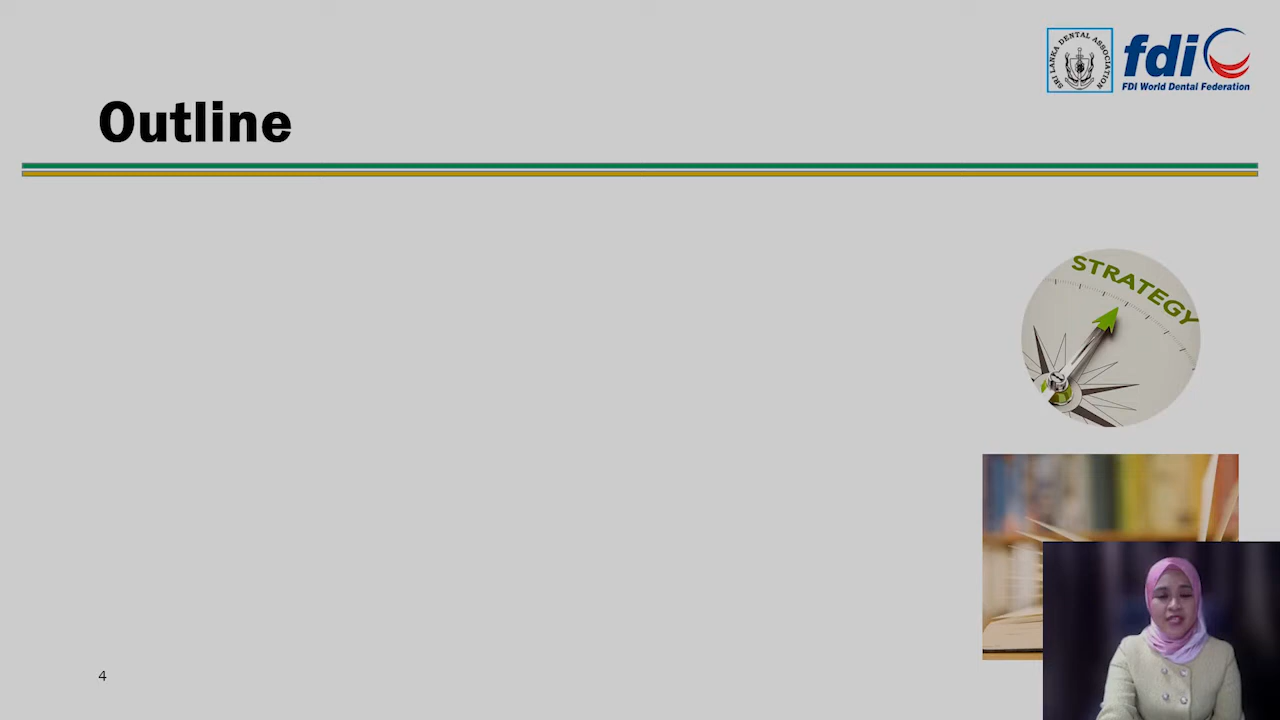 SRI LANKA DENTAL ASSOCIATION
fdi
FDI World Dental Federation
Outline
STRATEGY
4